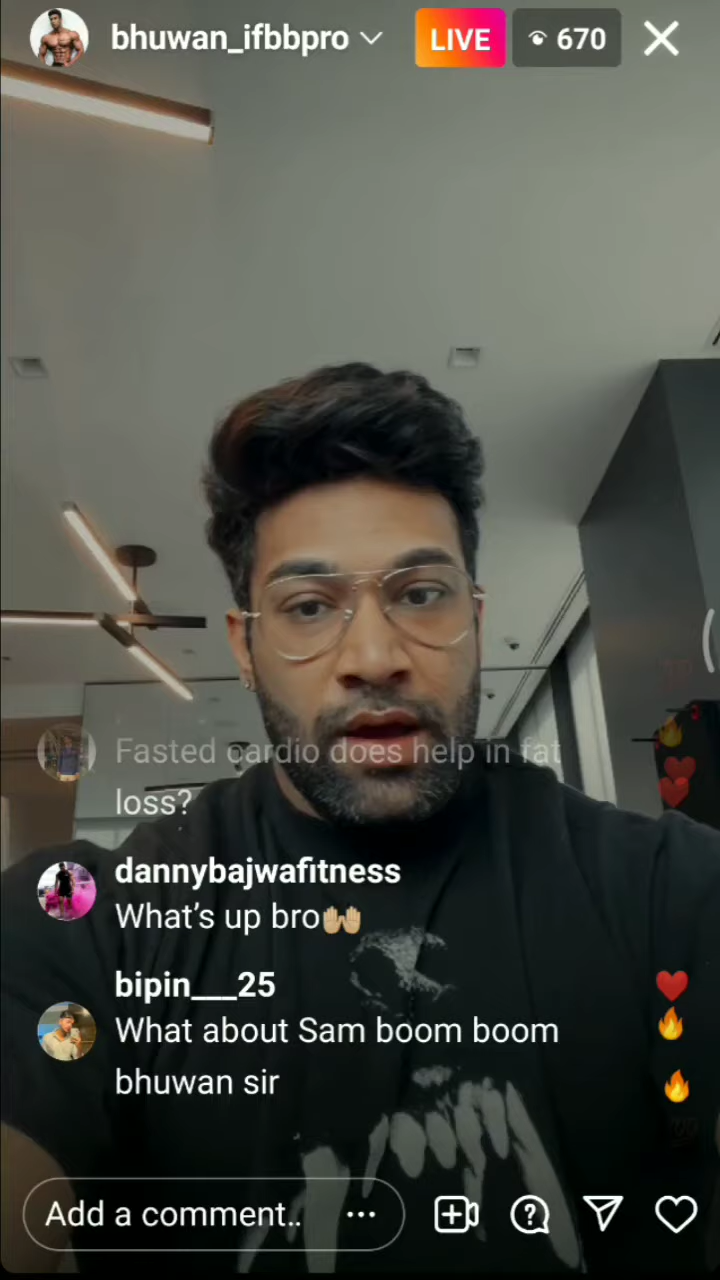 bhuwan_ifbbpro
LIVE
670
Fasted cardio does help in fat
loss?
dannybajwafitness
What's up bro🙌🏼
bipin___25
What about Sam boom boom
bhuwan sir
Add a comment..